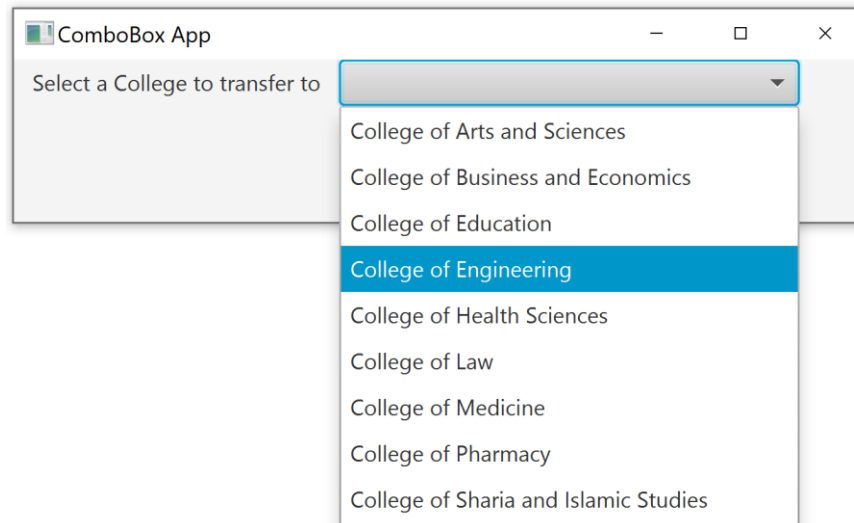 ComboBox App
Select a College to transfer to
College of Arts and Sciences
College of Business and Economics
College of Education
College of Engineering
College of Health Sciences
College of Law
College of Medicine
College of Pharmacy
College of Sharia and Islamic Studies